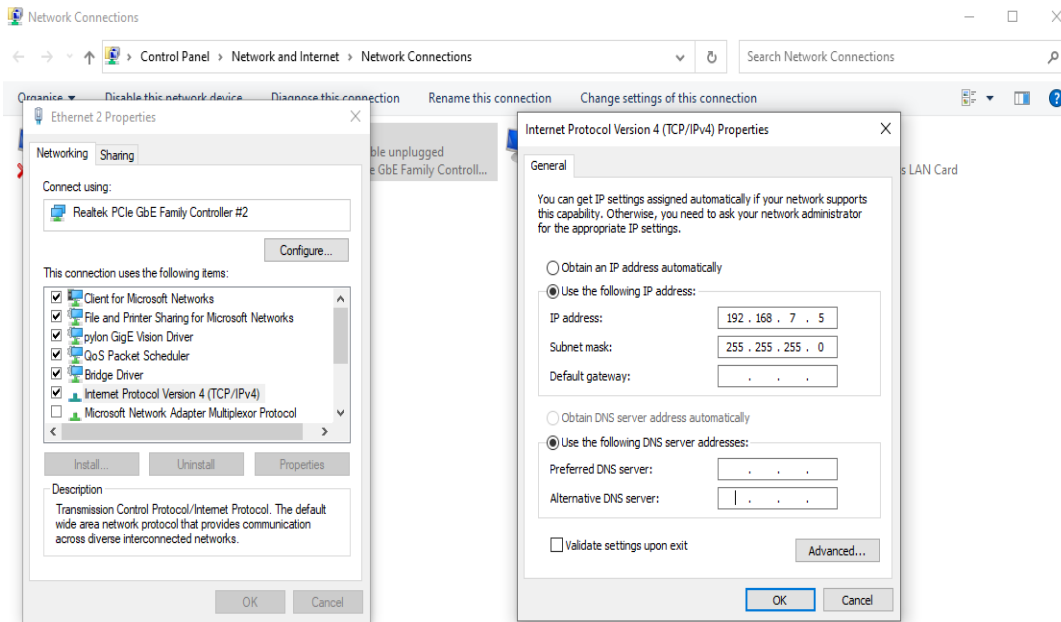 Network Connections
Control Panel > Network and Internet > Network Connections
Search Network Connections
Organise Disable this network device Diagnose this connection Rename this connection Change settings of this connection
ble unplugged
e GbE Family Controll...
s LAN Card
Ethernet 2 Properties
Networking Sharing
Connect using:
Realtek PCIe GbE Family Controller #2
Configure...
This connection uses the following items:
Client for Microsoft Networks
File and Printer Sharing for Microsoft Networks
pylon GigE Vision Driver
QoS Packet Scheduler
Bridge Driver
Internet Protocol Version 4 (TCP/IPv4)
Microsoft Network Adapter Multiplexor Protocol
Install... Uninstall Properties
Description
Transmission Control Protocol/Internet Protocol. The default
wide area network protocol that provides communication
across diverse interconnected networks.
OK Cancel
Internet Protocol Version 4 (TCP/IPv4) Properties
General
You can get IP settings assigned automatically if your network supports
this capability. Otherwise, you need to ask your network administrator
for the appropriate IP settings.
Obtain an IP address automatically
Use the following IP address:
IP address: 192 . 168 . 7 . 5
Subnet mask: 255 . 255 . 255 . 0
Default gateway: . . .
Obtain DNS server address automatically
Use the following DNS server addresses:
Preferred DNS server: . . .
Alternative DNS server: . . .
Validate settings upon exit
Advanced...
OK Cancel